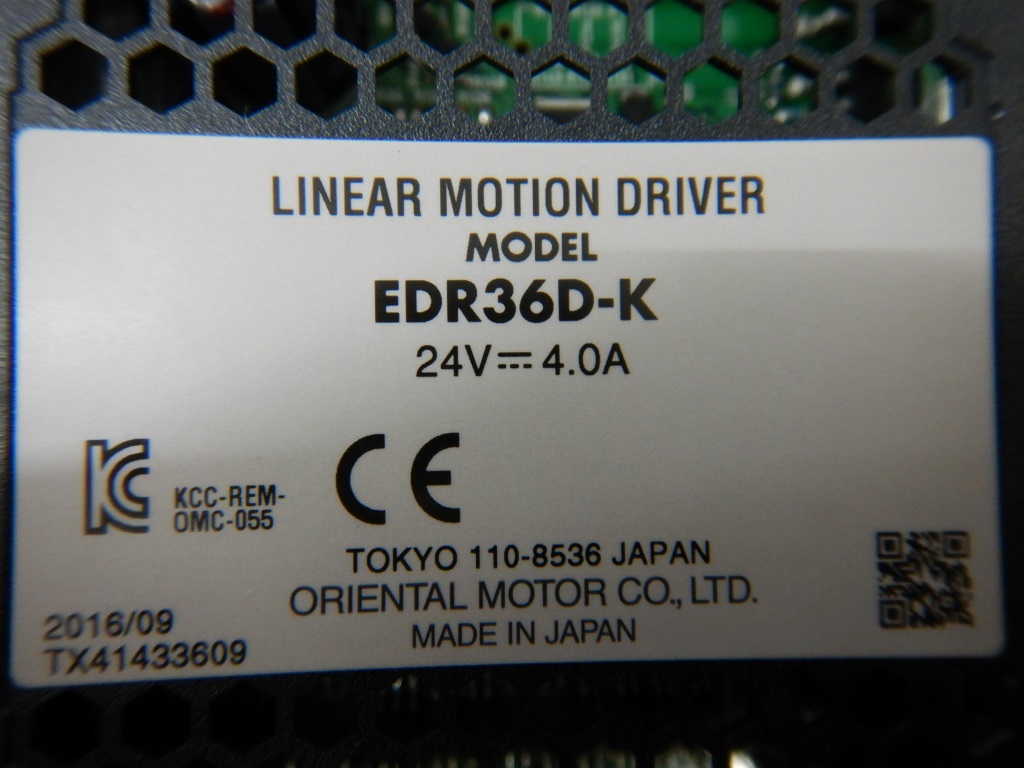 LINEAR MOTION DRIVER
MODEL
EDR36D-K
24V⎓4.0A
KCC-REM-
OMC-055
CE
TOKYO 110-8536 JAPAN
ORIENTAL MOTOR CO., LTD.
MADE IN JAPAN
2016/09
TX41433609